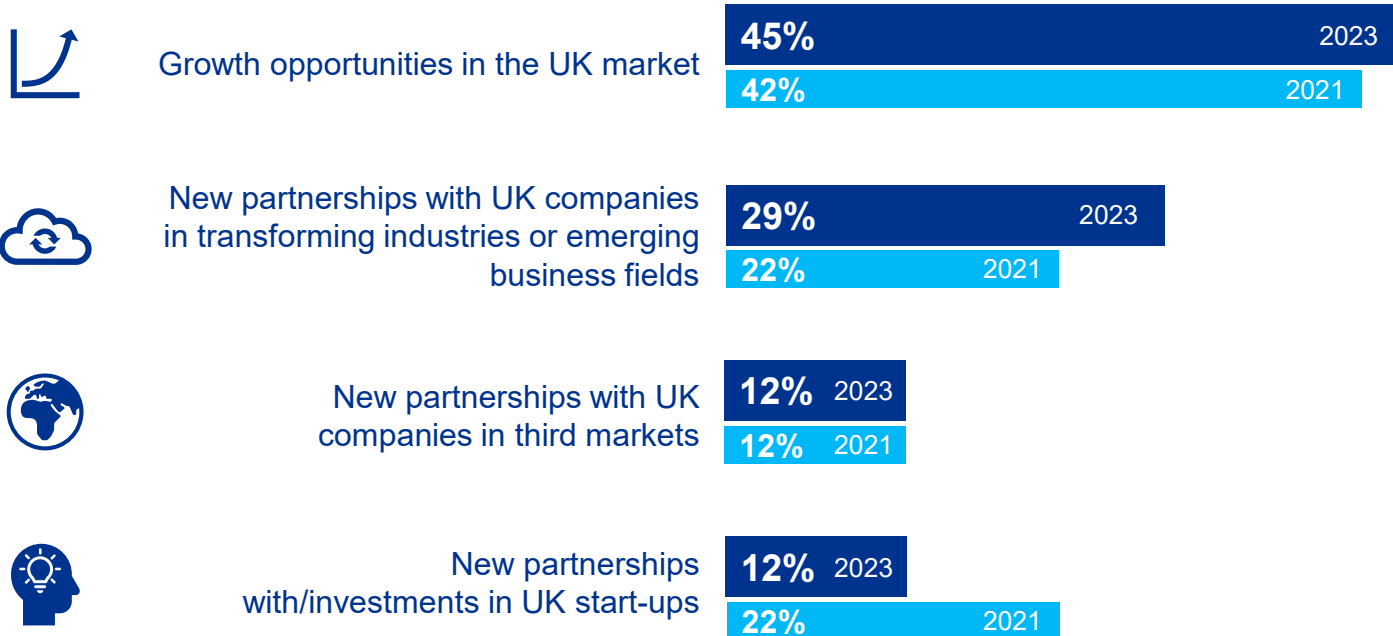 Growth opportunities in the UK market
45% 2023
42% 2021
New partnerships with UK companies
in transforming industries or emerging
business fields
29% 2023
22% 2021
New partnerships with UK
companies in third markets
12% 2023
12% 2021
New partnerships
with/investments in UK start-ups
12% 2023
22% 2021